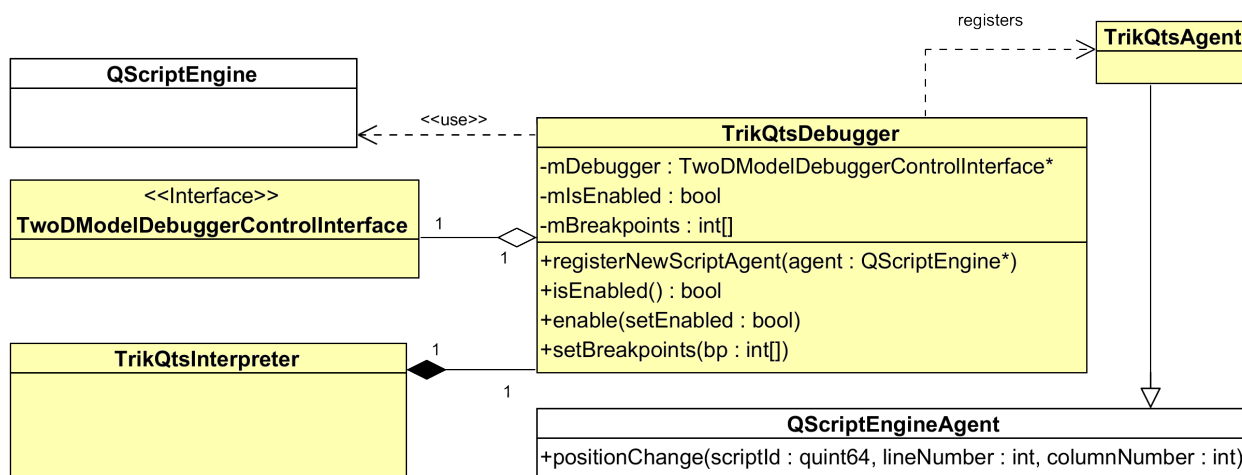 registers
TrikQtsAgent
QScriptEngine
<<use>>
TrikQtsDebugger
-mDebugger : TwoDModelDebuggerControlInterface*
-mIsEnabled : bool
-mBreakpoints : int[]
+registerNewScriptAgent(agent : QScriptEngine*)
+isEnabled() : bool
+enable(setEnabled : bool)
+setBreakpoints(bp : int[])
<<Interface>>
TwoDModelDebuggerControlInterface
1
1
TrikQtsInterpreter
1
1
QScriptEngineAgent
+positionChange(scriptId : quint64, lineNumber : int, columnNumber : int)